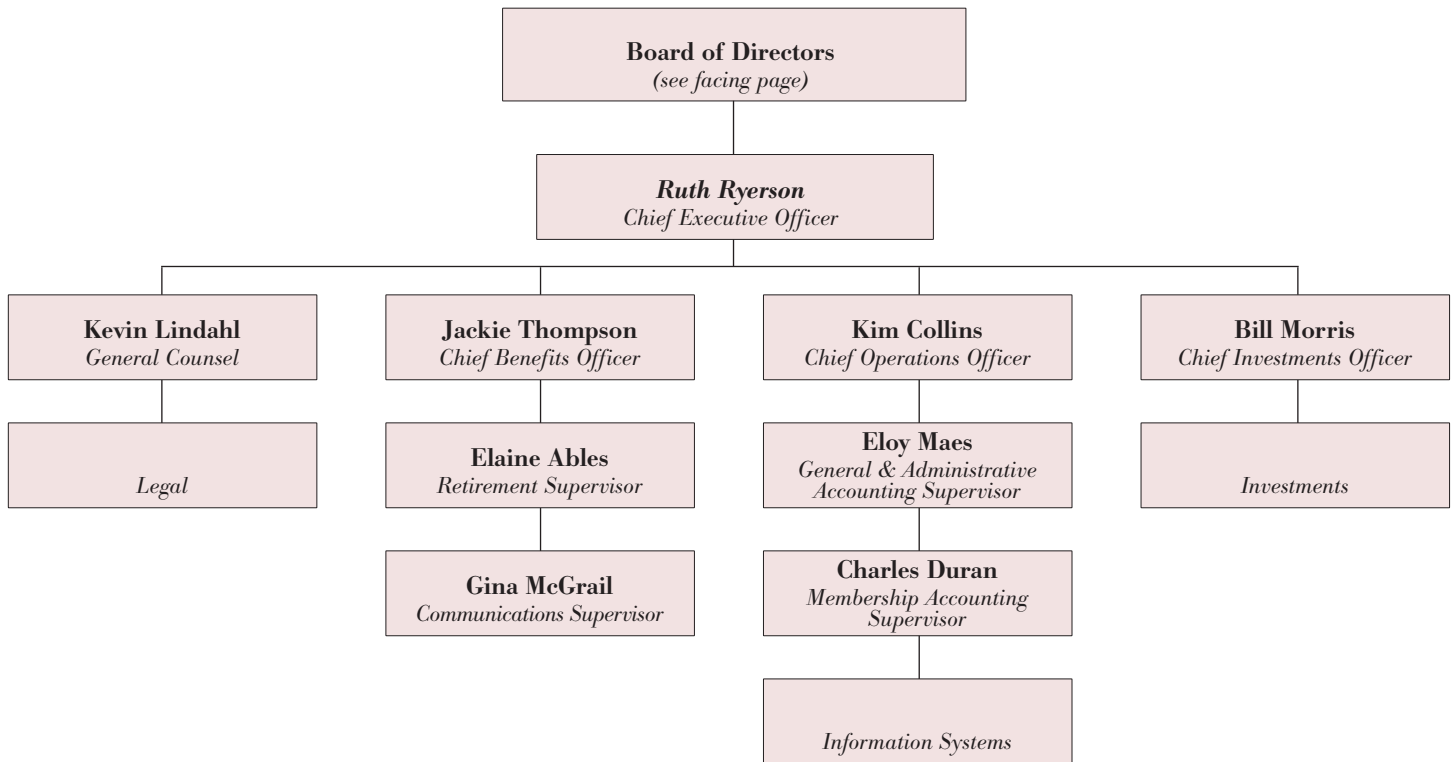 Board of Directors
(see facing page)
Ruth Ryerson
Chief Executive Officer
Kevin Lindahl
General Counsel
Jackie Thompson
Chief Benefits Officer
Kim Collins
Chief Operations Officer
Bill Morris
Chief Investments Officer
Legal
Elaine Ables
Retirement Supervisor
Eloy Maes
General & Administrative
Accounting Supervisor
Investments
Gina McGrail
Communications Supervisor
Charles Duran
Membership Accounting
Supervisor
Information Systems